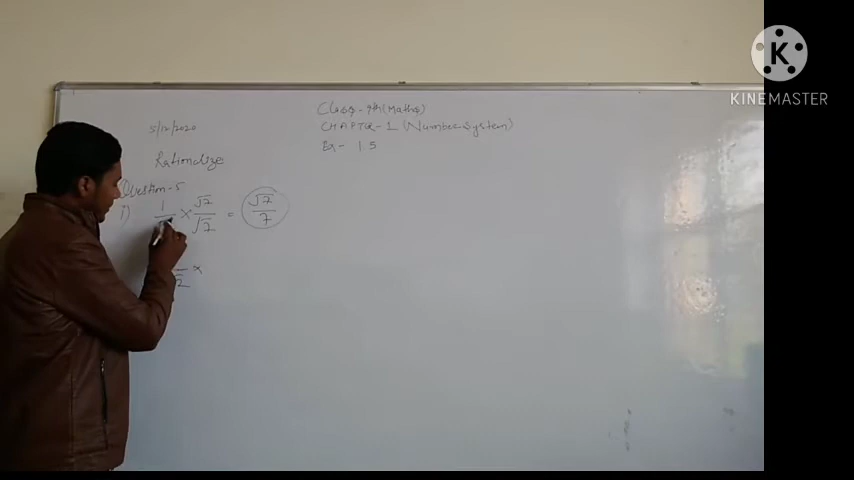 Class - 9th (Maths)
5/12/2020
CHAPTER - 1 (Number System)
Ex - 1.5
Rationalize
Question - 5
i) 1 × √7/√7 = √7/7
2 ×
K
KINEMASTER